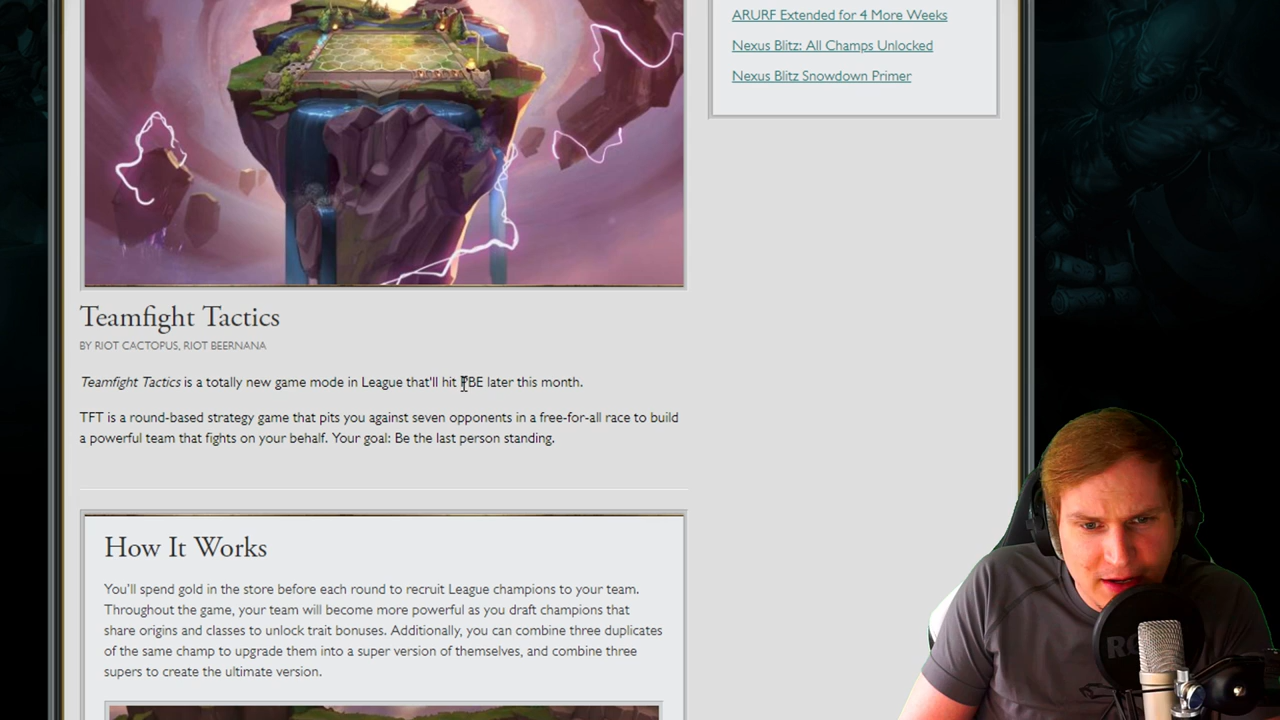 ARURF Extended for 4 More Weeks
Nexus Blitz: All Champs Unlocked
Nexus Blitz Snowdown Primer
Teamfight Tactics
BY RIOT CACTOPUS, RIOT BEERNANA
Teamfight Tactics is a totally new game mode in League that'll hit PBE later this month.
TFT is a round-based strategy game that pits you against seven opponents in a free-for-all race to build
a powerful team that fights on your behalf. Your goal: Be the last person standing.
How It Works
You'll spend gold in the store before each round to recruit League champions to your team.
Throughout the game, your team will become more powerful as you draft champions that
share origins and classes to unlock trait bonuses. Additionally, you can combine three duplicates
of the same champ to upgrade them into a super version of themselves, and combine three
supers to create the ultimate version.